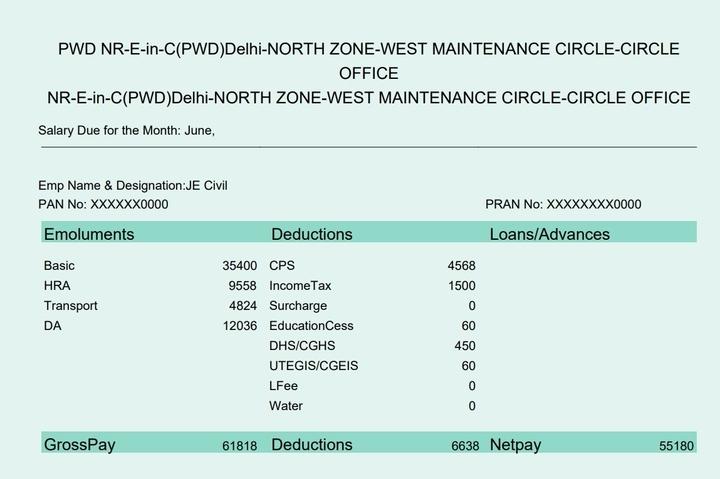 PWD NR-E-in-C(PWD)Delhi-NORTH ZONE-WEST MAINTENANCE CIRCLE-CIRCLE
OFFICE
NR-E-in-C(PWD)Delhi-NORTH ZONE-WEST MAINTENANCE CIRCLE-CIRCLE OFFICE
Salary Due for the Month: June,
Emp Name & Designation:JE Civil
PAN No: XXXXXX0000 PRAN No: XXXXXXXX0000
Emoluments Deductions Loans/Advances
Basic 35400 CPS 4568
HRA 9558 IncomeTax 1500
Transport 4824 Surcharge 0
DA 12036 EducationCess 60
DHS/CGHS 450
UTEGIS/CGEIS 60
LFee 0
Water 0
GrossPay 61818 Deductions 6638 Netpay 55180